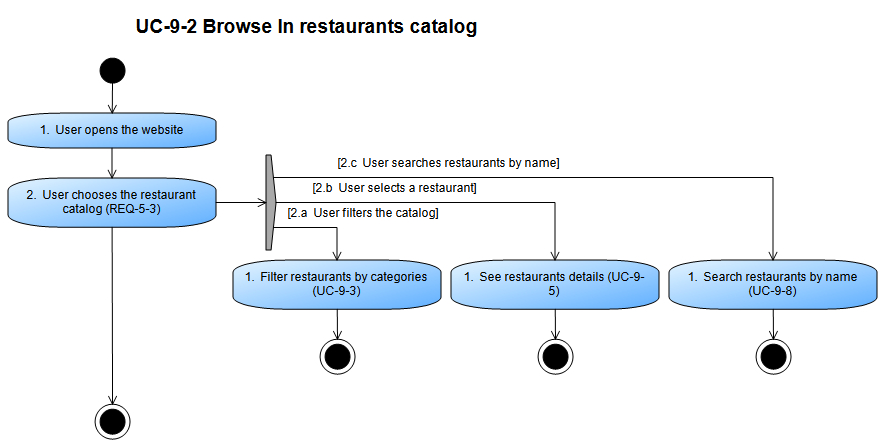 UC-9-2 Browse In restaurants catalog
1. User opens the website
2. User chooses the restaurant
catalog (REQ-5-3)
[2.c User searches restaurants by name]
[2.b User selects a restaurant]
[2.a User filters the catalog]
1. Filter restaurants by categories
(UC-9-3)
1. See restaurants details (UC-9-
5)
1. Search restaurants by name
(UC-9-8)